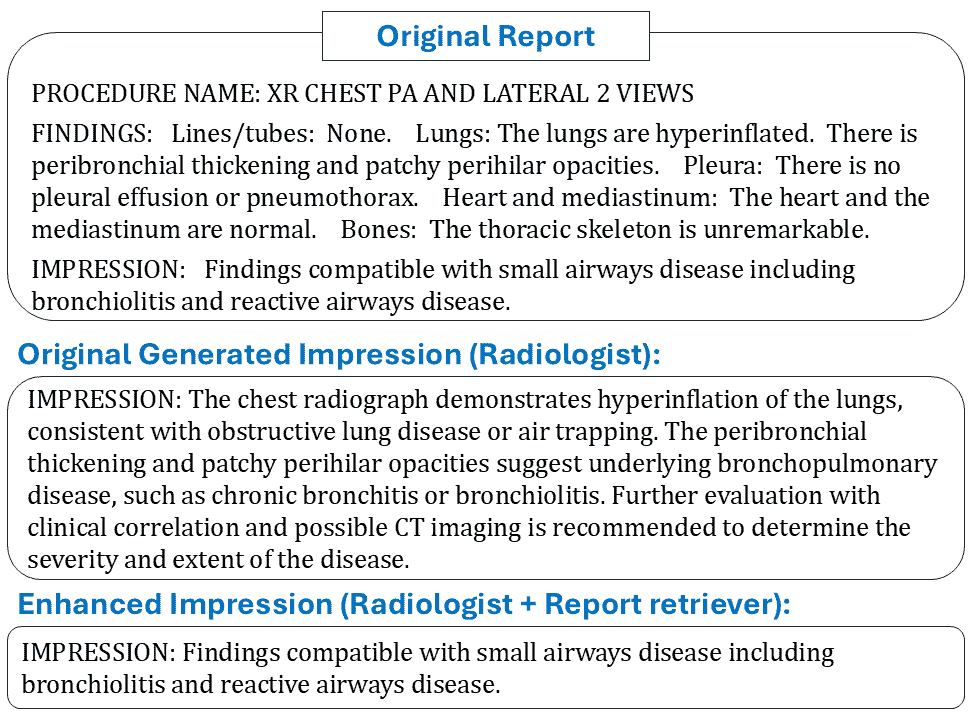 Original Report
PROCEDURE NAME: XR CHEST PA AND LATERAL 2 VIEWS
FINDINGS: Lines/tubes: None. Lungs: The lungs are hyperinflated. There is
peribronchial thickening and patchy perihilar opacities. Pleura: There is no
pleural effusion or pneumothorax. Heart and mediastinum: The heart and the
mediastinum are normal. Bones: The thoracic skeleton is unremarkable.
IMPRESSION: Findings compatible with small airways disease including
bronchiolitis and reactive airways disease.
Original Generated Impression (Radiologist):
IMPRESSION: The chest radiograph demonstrates hyperinflation of the lungs,
consistent with obstructive lung disease or air trapping. The peribronchial
thickening and patchy perihilar opacities suggest underlying bronchopulmonary
disease, such as chronic bronchitis or bronchiolitis. Further evaluation with
clinical correlation and possible CT imaging is recommended to determine the
severity and extent of the disease.
Enhanced Impression (Radiologist + Report retriever):
IMPRESSION: Findings compatible with small airways disease including
bronchiolitis and reactive airways disease.